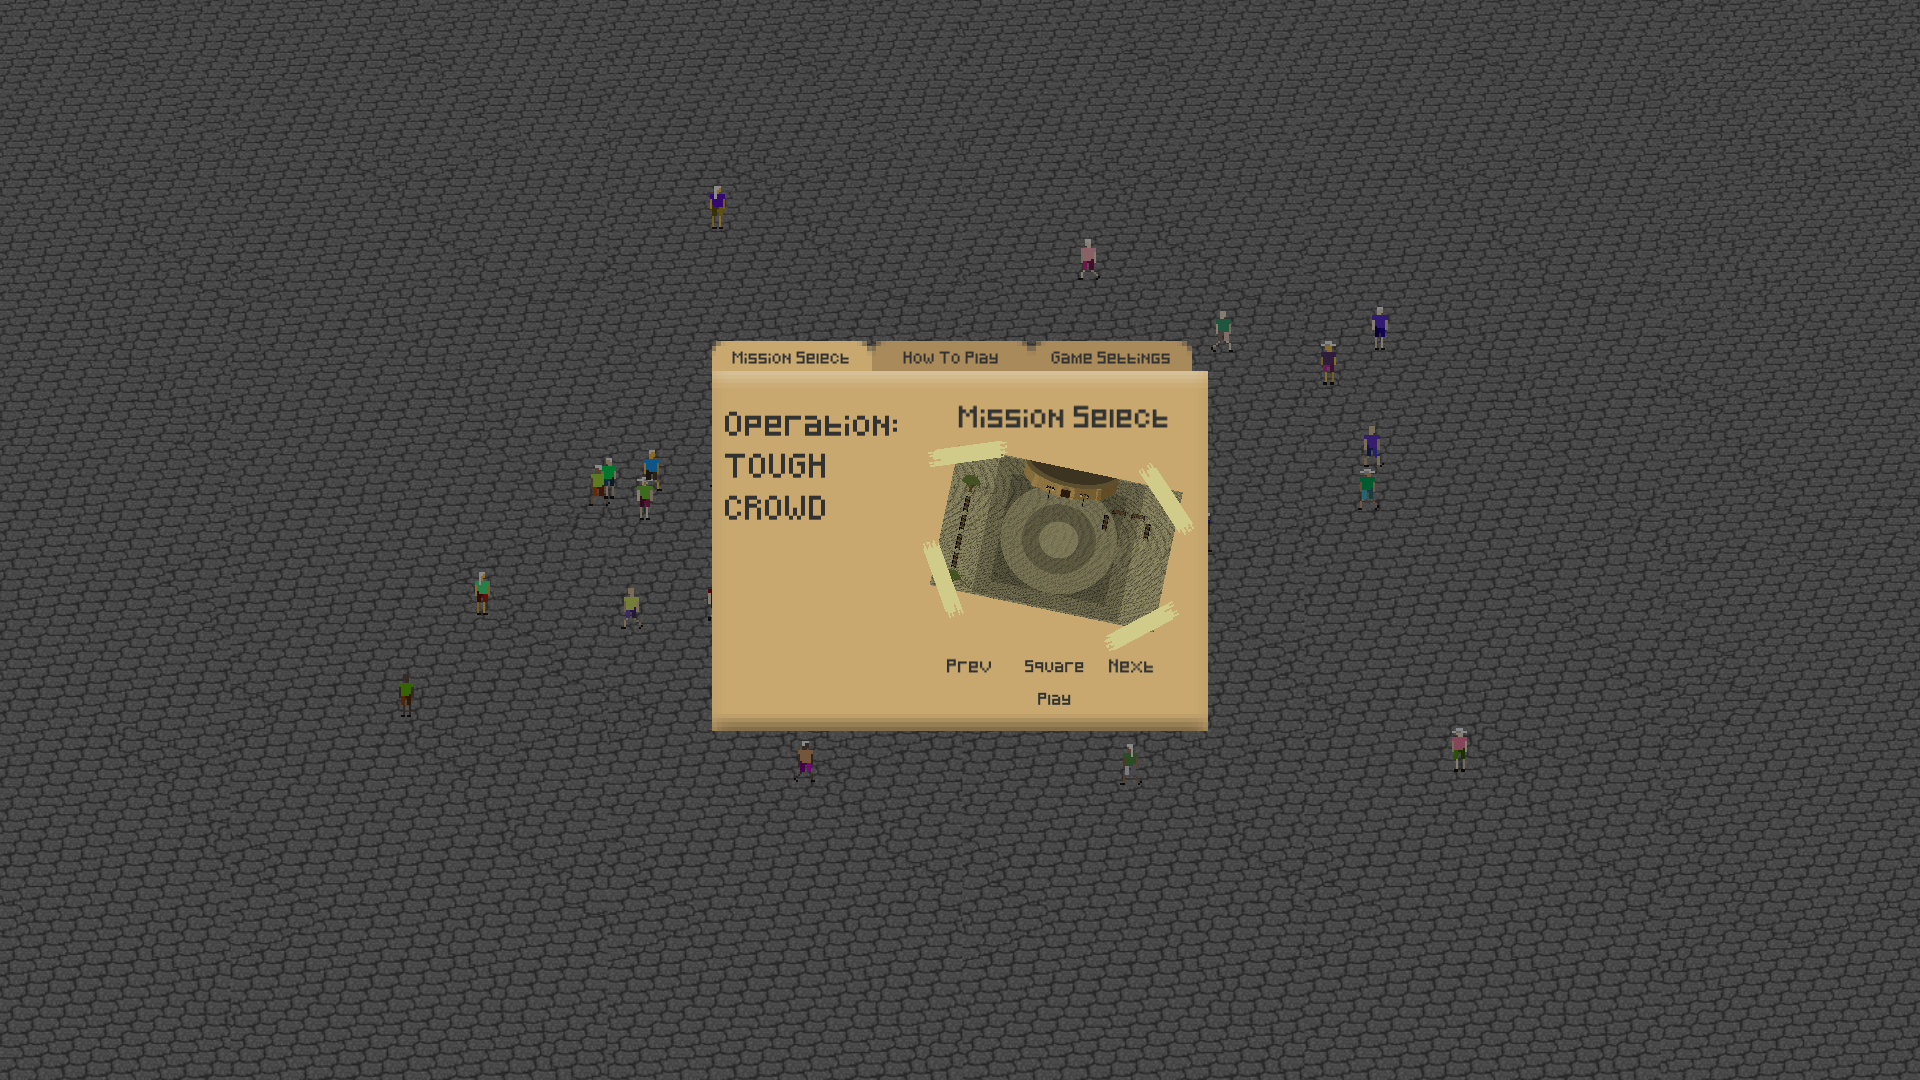 Mission Select
How To Play
Game Settings
Mission Select
Operation:
TOUGH
CROWD
Prev
Square
Next
Play